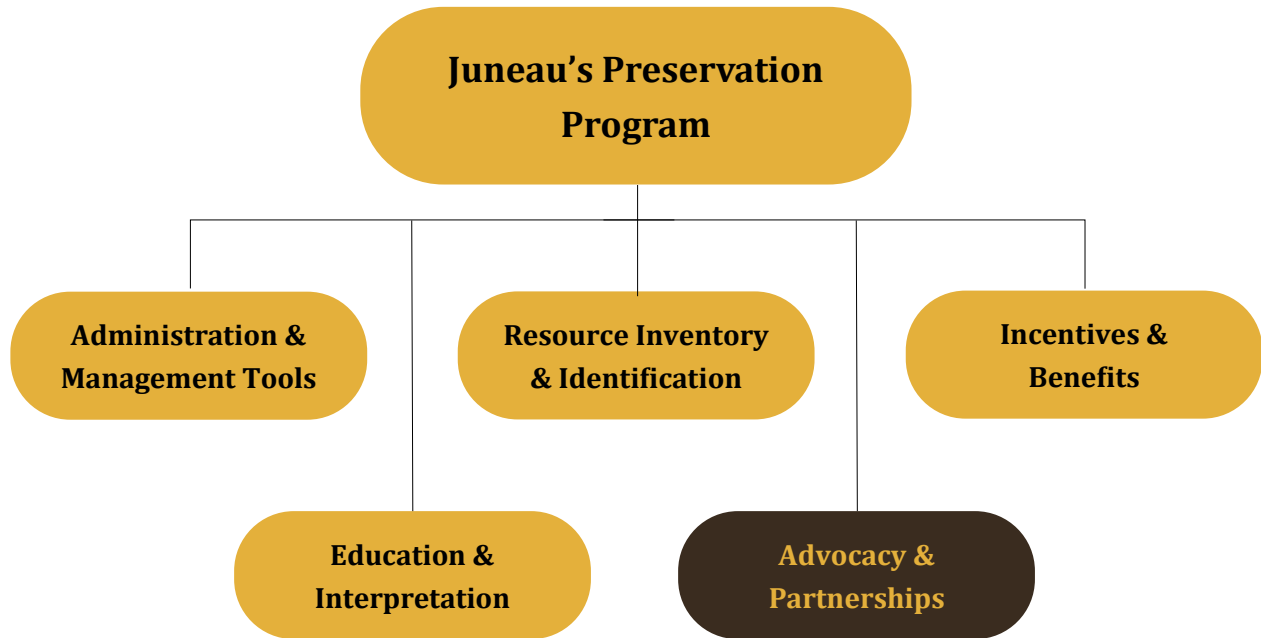 Juneau’s Preservation
Program
Administration &
Management Tools
Resource Inventory
& Identification
Incentives &
Benefits
Education &
Interpretation
Advocacy &
Partnerships